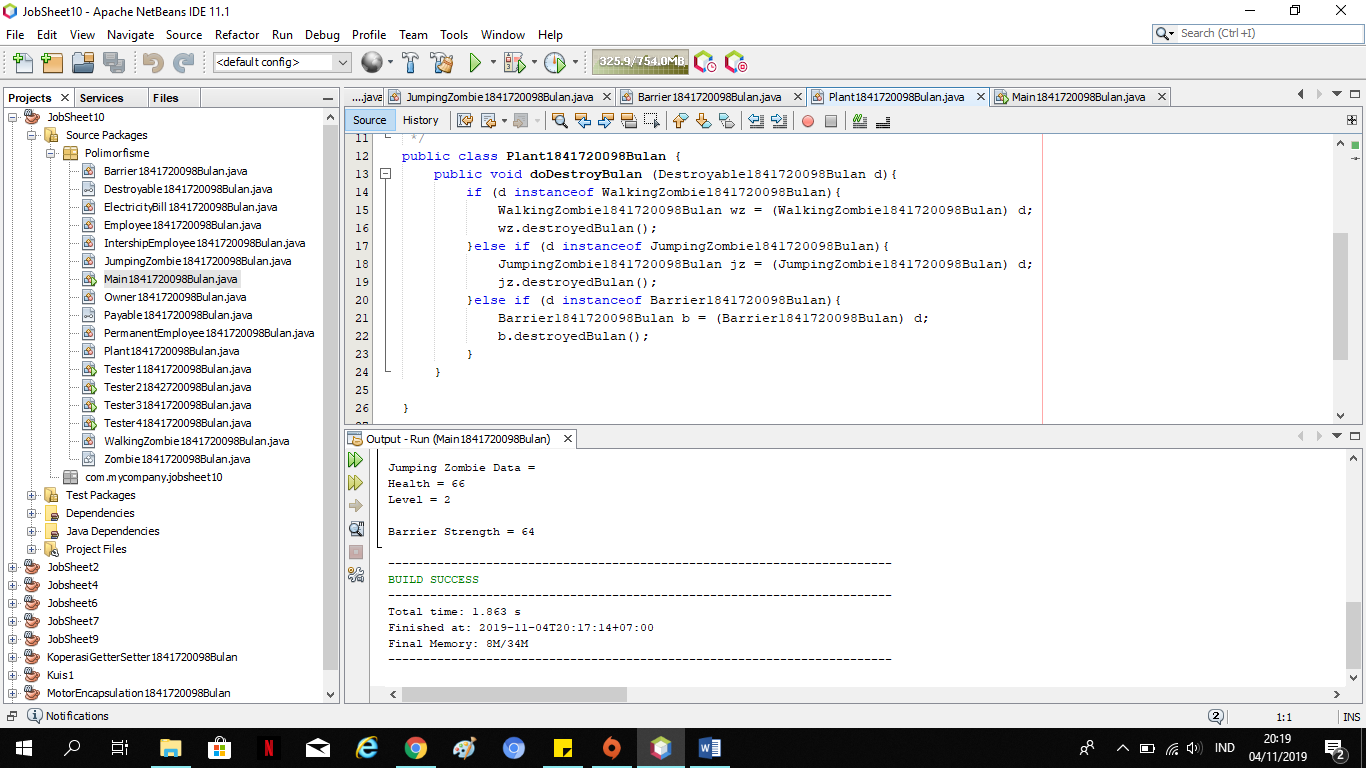 JobSheet10 - Apache NetBeans IDE 11.1
File Edit View Navigate Source Refactor Run Debug Profile Team Tools Window Help
Search (Ctrl+I)
<default config>
325.9/754.0MB
Projects
Services
Files
JobSheet10
Source Packages
Polimorfisme
Barrier1841720098Bulan.java
Destroyable1841720098Bulan.java
ElectricityBill1841720098Bulan.java
Employee1841720098Bulan.java
IntershipEmployee1841720098Bulan.java
JumpingZombie1841720098Bulan.java
Main1841720098Bulan.java
Owner1841720098Bulan.java
Payable1841720098Bulan.java
PermanentEmployee1841720098Bulan.java
Plant1841720098Bulan.java
Tester11841720098Bulan.java
Tester21842720098Bulan.java
Tester31841720098Bulan.java
Tester41841720098Bulan.java
WalkingZombie1841720098Bulan.java
Zombie1841720098Bulan.java
com.mycompany.jobsheet10
Test Packages
Dependencies
Java Dependencies
Project Files
JobSheet2
Jobsheet4
Jobsheet6
JobSheet7
JobSheet9
KoperasiGetterSetter1841720098Bulan
Kuis1
MotorEncapsulation1841720098Bulan
....java JumpingZombie1841720098Bulan.java Barrier1841720098Bulan.java Plant1841720098Bulan.java Main1841720098Bulan.java
Source History
11 */
12 public class Plant1841720098Bulan {
13 public void doDestroyBulan (Destroyable1841720098Bulan d){
14 if (d instanceof WalkingZombie1841720098Bulan){
15 WalkingZombie1841720098Bulan wz = (WalkingZombie1841720098Bulan) d;
16 wz.destroyedBulan();
17 }else if (d instanceof JumpingZombie1841720098Bulan){
18 JumpingZombie1841720098Bulan jz = (JumpingZombie1841720098Bulan) d;
19 jz.destroyedBulan();
20 }else if (d instanceof Barrier1841720098Bulan){
21 Barrier1841720098Bulan b = (Barrier1841720098Bulan) d;
22 b.destroyedBulan();
23 }
24 }
25
26 }
Output - Run (Main1841720098Bulan)
Jumping Zombie Data =
Health = 66
Level = 2
Barrier Strength = 64
------------------------------------------------------------------------
BUILD SUCCESS
------------------------------------------------------------------------
Total time: 1.863 s
Finished at: 2019-11-04T20:17:14+07:00
Final Memory: 8M/34M
------------------------------------------------------------------------
Notifications
2
1:1
INS
IND
20:19
04/11/2019
2